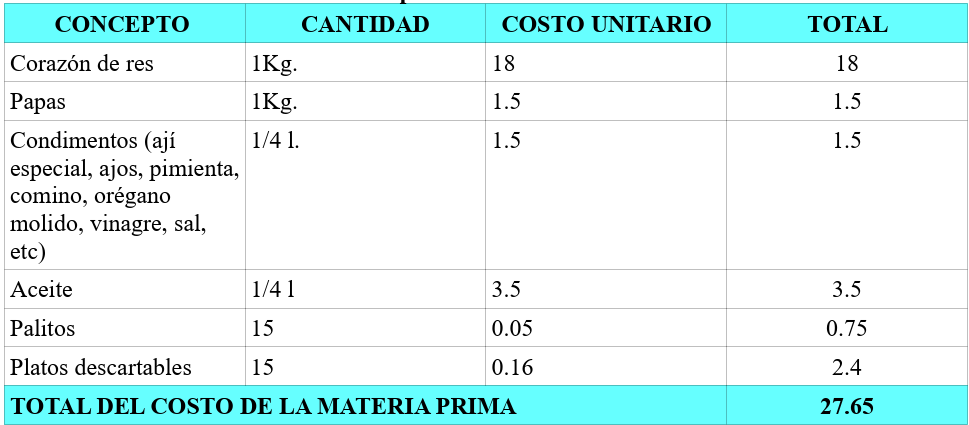 CONCEPTO CANTIDAD COSTO UNITARIO TOTAL
Corazón de res 1Kg. 18 18
Papas 1Kg. 1.5 1.5
Condimentos (ají 1/4 l. 1.5 1.5
especial, ajos, pimienta,
comino, orégano
molido, vinagre, sal,
etc)
Aceite 1/4 l 3.5 3.5
Palitos 15 0.05 0.75
Platos descartables 15 0.16 2.4
TOTAL DEL COSTO DE LA MATERIA PRIMA 27.65